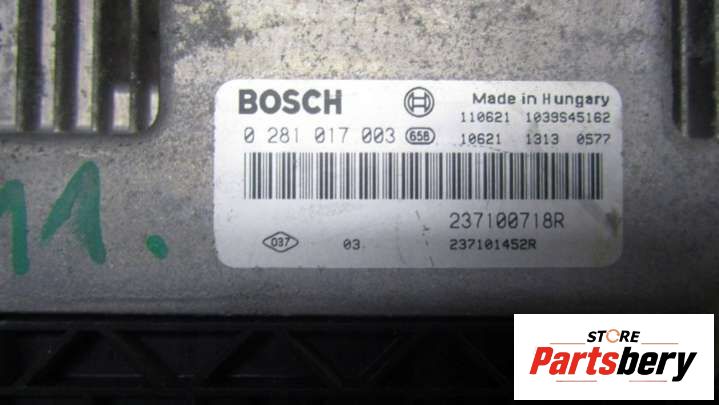 BOSCH
Made in Hungary
110621 1039S45162
0 281 017 003 658
10621 1313 0577
237100718R
037 03 237101452R
11.
STORE
Partsbery